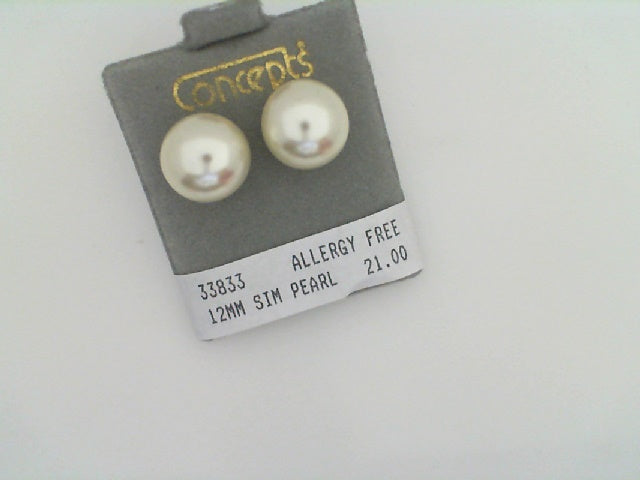 Concepts
33833 ALLERGY FREE
12MM SIM PEARL 21.00